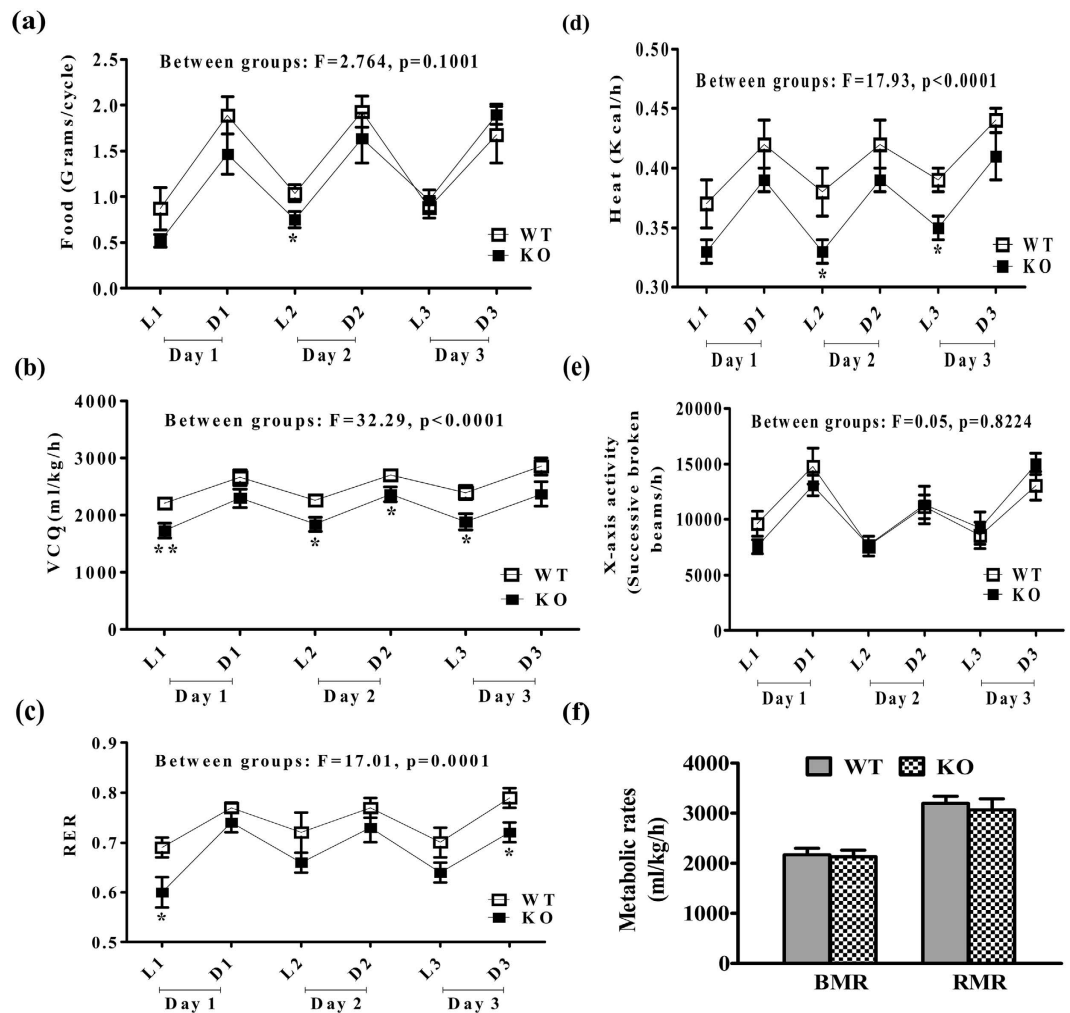 (a)
Between groups: F=2.764, p=0.1001
Food (Grams/cycle)
2.5
2.0
1.5
1.0
0.5
0.0
WT
KO
*
L1 D1 L2 D2 L3 D3
Day 1 Day 2 Day 3
(b)
Between groups: F=32.29, p<0.0001
VCO2(ml/kg/h)
4000
3000
2000
1000
0
WT
KO
** * * *
L1 D1 L2 D2 L3 D3
Day 1 Day 2 Day 3
(c)
Between groups: F=17.01, p=0.0001
RER
0.9
0.8
0.7
0.6
0.5
WT
KO
* *
L1 D1 L2 D2 L3 D3
Day 1 Day 2 Day 3
(d)
Between groups: F=17.93, p<0.0001
Heat (Kcal/h)
0.50
0.45
0.40
0.35
0.30
WT
KO
* *
L1 D1 L2 D2 L3 D3
Day 1 Day 2 Day 3
(e)
Between groups: F=0.05, p=0.8224
X-axis activity
(Successive broken
beams/h)
20000
15000
10000
5000
0
WT
KO
L1 D1 L2 D2 L3 D3
Day 1 Day 2 Day 3
(f)
WT KO
Metabolic rates
(ml/kg/h)
4000
3000
2000
1000
0
BMR RMR